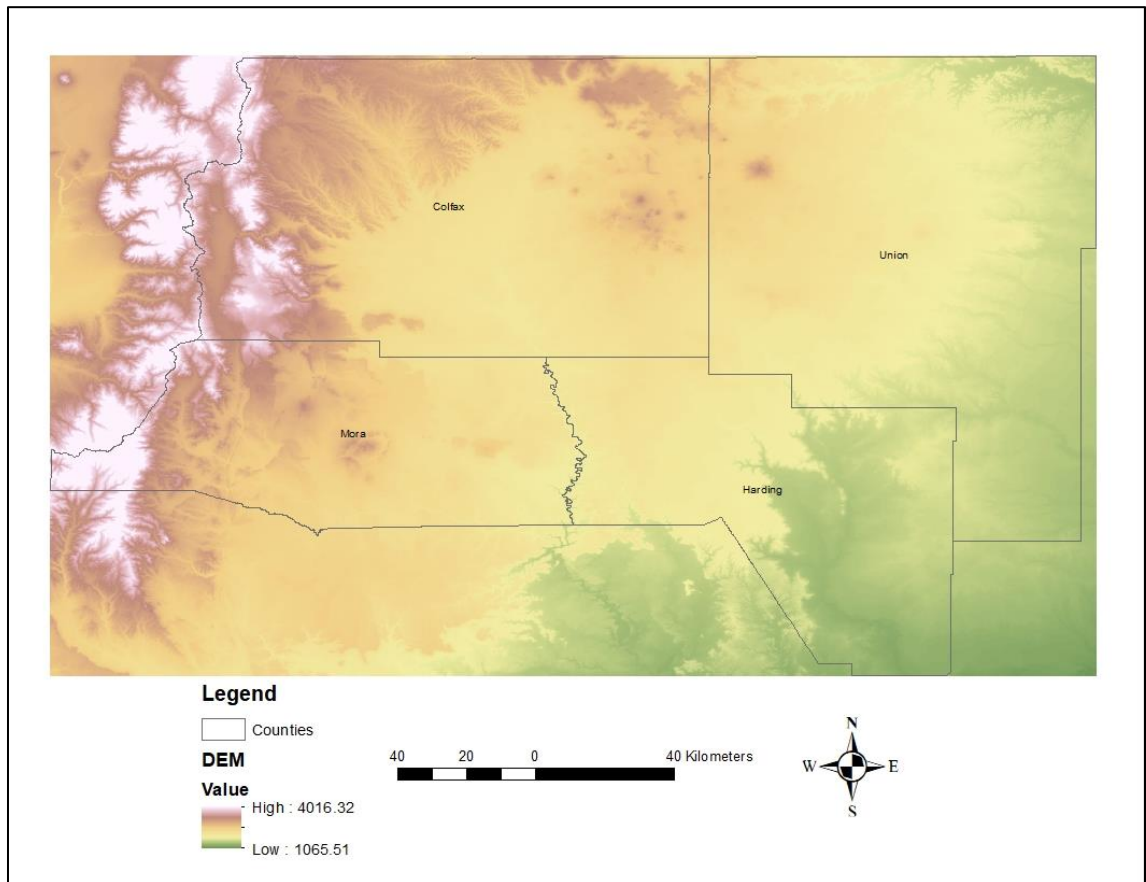 Colfax
Union
Mora
Harding
Legend
Counties
DEM
Value
High : 4016.32
Low : 1065.51
40 20 0 40 Kilometers
N
W E
S